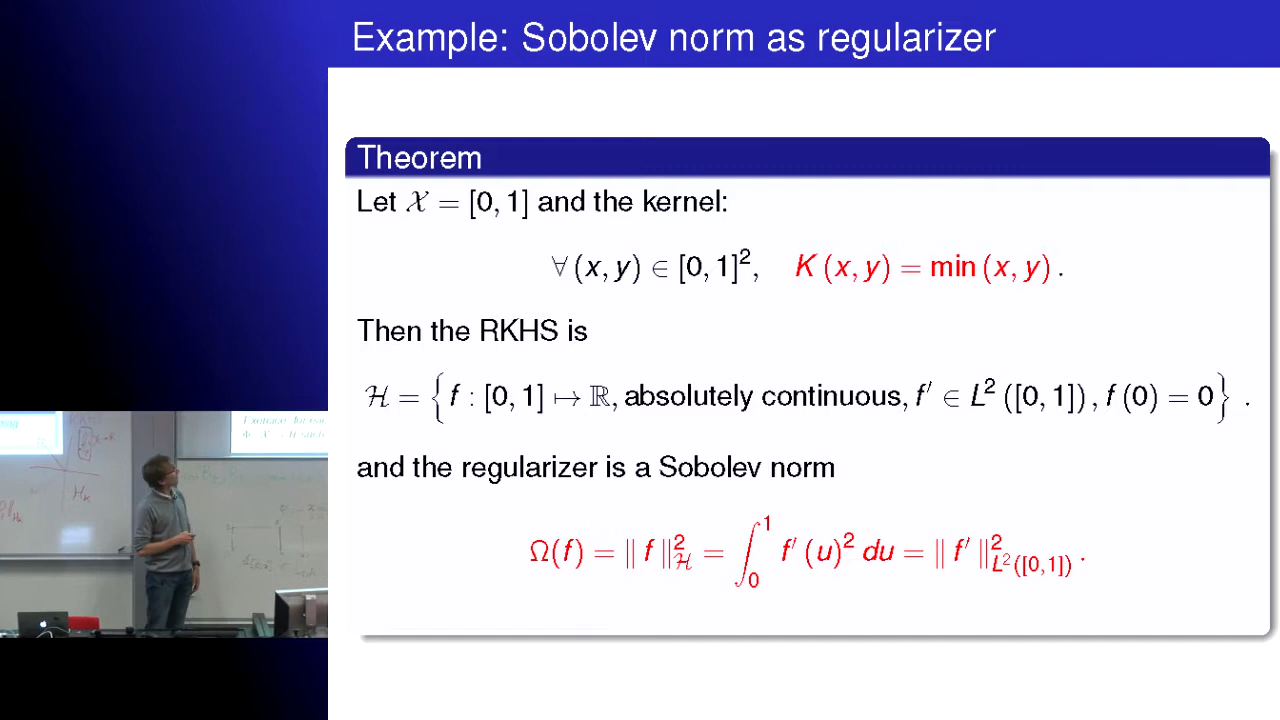 Example: Sobolev norm as regularizer
Theorem
Let 𝒳 = [0, 1] and the kernel:
∀ (x, y) ∈ [0, 1]², K (x, y) = min (x, y) .
Then the RKHS is
ℋ = { f : [0, 1] ↦ ℝ, absolutely continuous, f′ ∈ L² ([0, 1]) , f (0) = 0 } .
and the regularizer is a Sobolev norm
Ω(f) = ‖ f ‖²_ℋ = ∫₀¹ f′ (u)² du = ‖ f′ ‖²_L²([0,1]) .